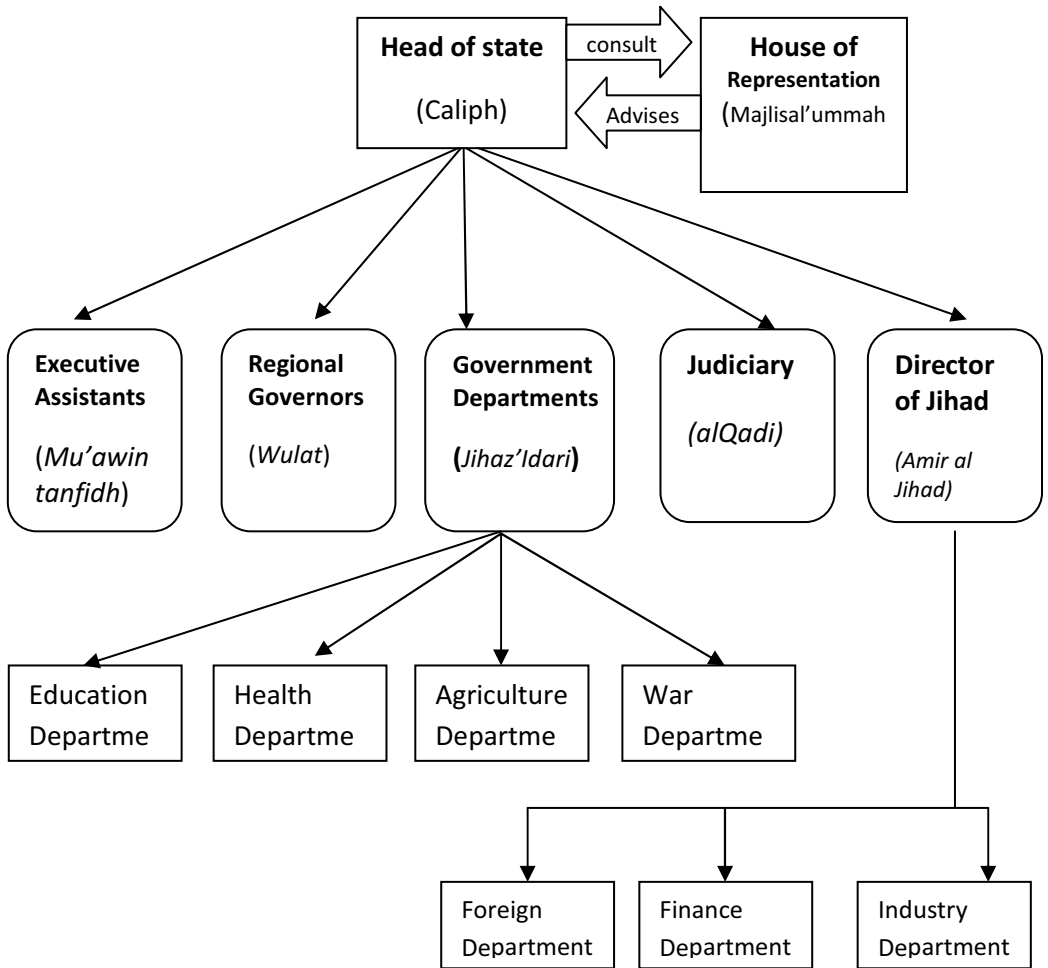 Head of state
(Caliph)
consult
Advises
House of
Representation
(Majlisal’ummah
Executive
Assistants
(Mu’awin
tanfidh)
Regional
Governors
(Wulat)
Government
Departments
(Jihaz’Idari)
Judiciary
(alQadi)
Director
of Jihad
(Amir al
Jihad)
Education
Departme
Health
Departme
Agriculture
Departme
War
Departme
Foreign
Department
Finance
Department
Industry
Department